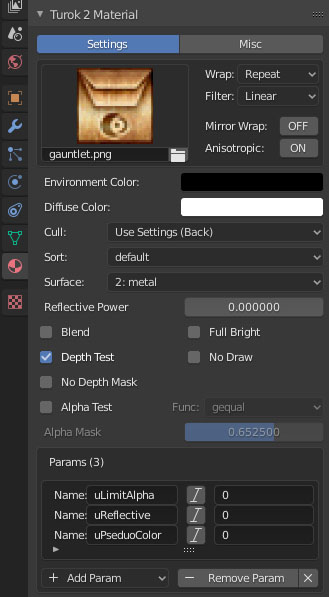 Turok 2 Material
Settings Misc
Wrap: Repeat
Filter: Linear
Mirror Wrap: OFF
Anisotropic: ON
gauntlet.png
Environment Color:
Diffuse Color:
Cull: Use Settings (Back)
Sort: default
Surface: 2: metal
Reflective Power 0.000000
Blend Full Bright
Depth Test No Draw
No Depth Mask
Alpha Test Func: gequal
Alpha Mask 0.652500
Params (3)
Name: uLimitAlpha I 0
Name: uReflective I 0
Name: uPseduoColor I 0
Add Param Remove Param